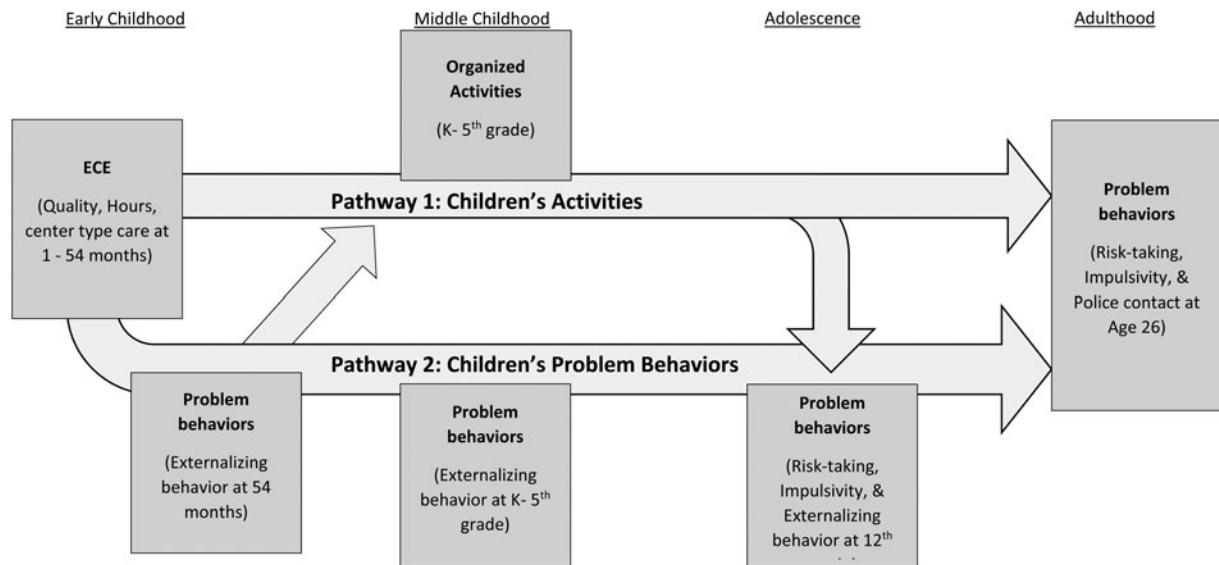 Early Childhood
Middle Childhood
Adolescence
Adulthood
Organized
Activities
(K- 5th grade)
ECE
(Quality, Hours,
center type care at
1 - 54 months)
Pathway 1: Children's Activities
Problem
behaviors
(Risk-taking,
Impulsivity, &
Police contact at
Age 26)
Pathway 2: Children's Problem Behaviors
Problem
behaviors
(Externalizing
behavior at 54
months)
Problem
behaviors
(Externalizing
behavior at K- 5th
grade)
Problem
behaviors
(Risk-taking,
Impulsivity, &
Externalizing
behavior at 12th